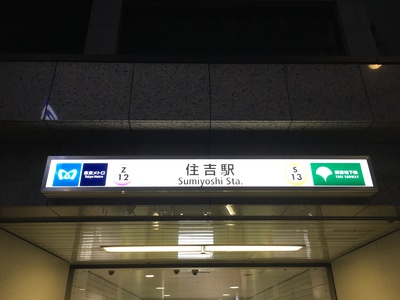 東京メトロ
Tokyo Metro
Z
12
住吉駅
Sumiyoshi Sta.
S
13
都営地下鉄
TOEI SUBWAY